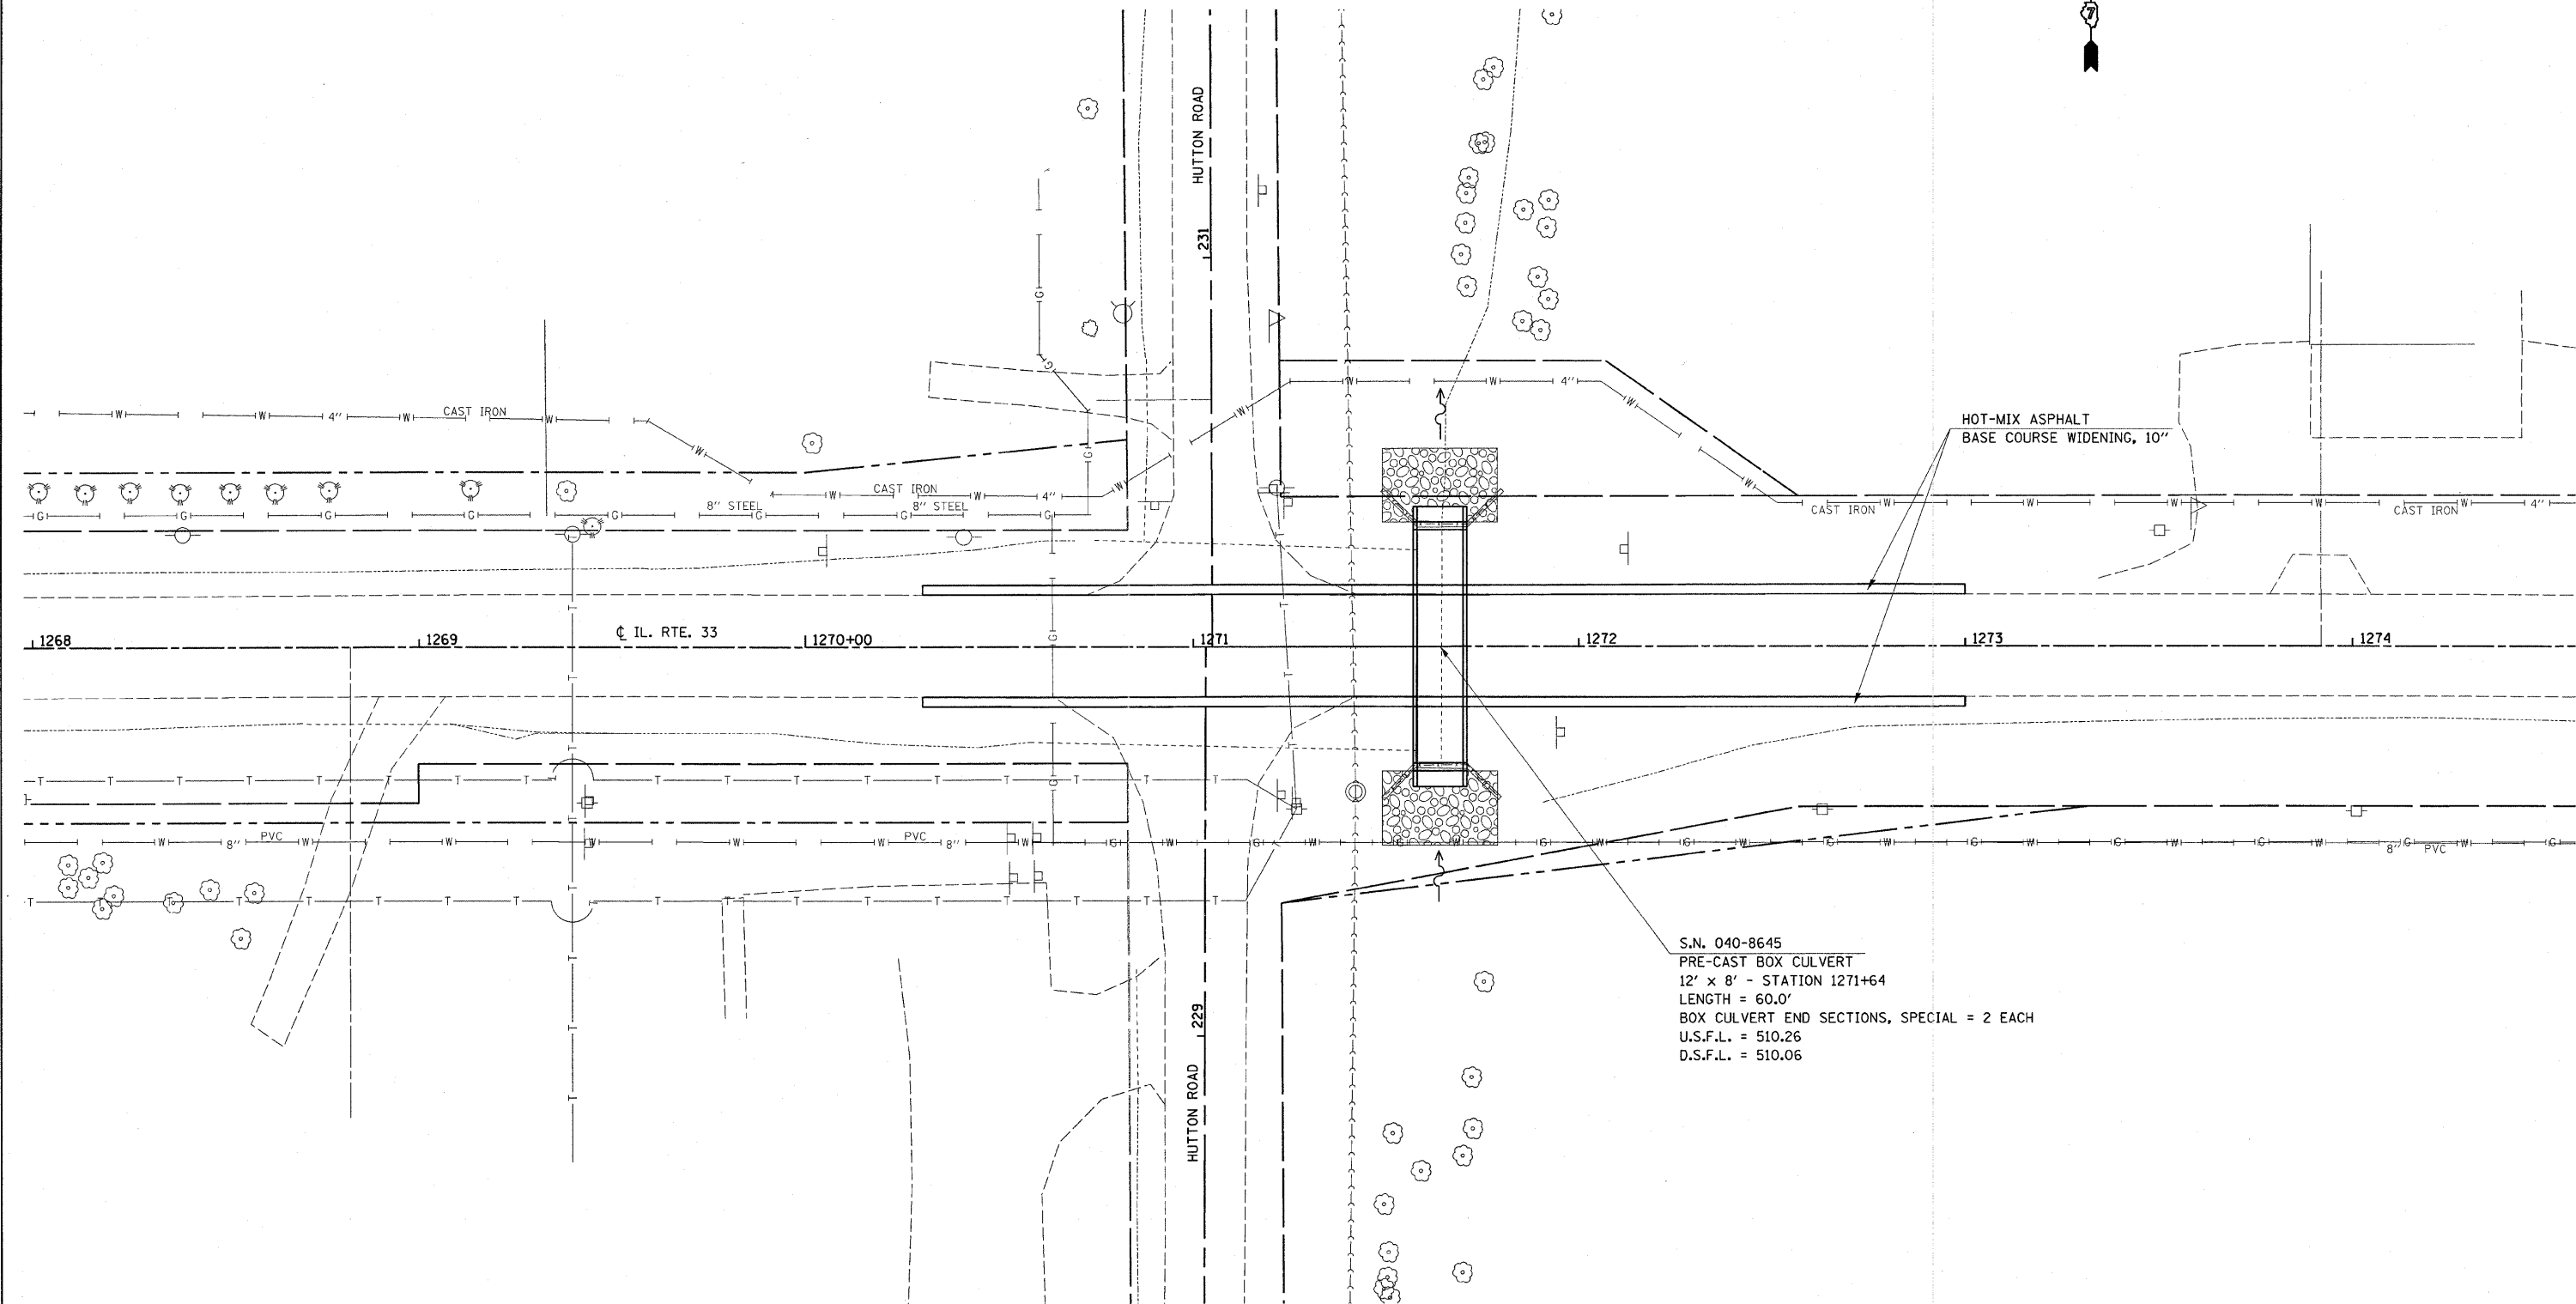 7
HUTTON ROAD
231
HOT-MIX ASPHALT
BASE COURSE WIDENING, 10"
W W 4" W CAST IRON W
W W 4"
G
G
W
W
W
CAST IRON W W 4" W
CAST IRON W W W W CAST IRON W 4"
G G G G G 8" STEEL G G 8" STEEL G
G
1268 1269 ℄ IL. RTE. 33 1270+00 1271 1272 1273 1274
T T T T T T T T T T T T T T T T T
W 8" PVC W W W W W PVC 8" W G W G W G W G W G W G W G W G W G W 8" G PVC W G
T T T T T T T T T T T T T T T T
S.N. 040-8645
PRE-CAST BOX CULVERT
12' x 8' - STATION 1271+64
LENGTH = 60.0'
BOX CULVERT END SECTIONS, SPECIAL = 2 EACH
U.S.F.L. = 510.26
D.S.F.L. = 510.06
229
HUTTON ROAD